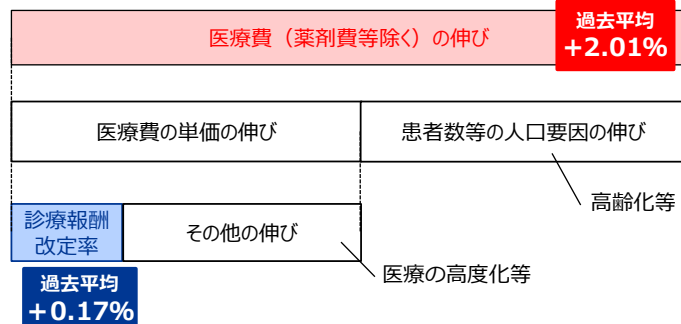 医療費（薬剤費等除く）の伸び
過去平均
+2.01%
医療費の単価の伸び
患者数等の人口要因の伸び
高齢化等
診療報酬
改定率
その他の伸び
医療の高度化等
過去平均
+0.17%